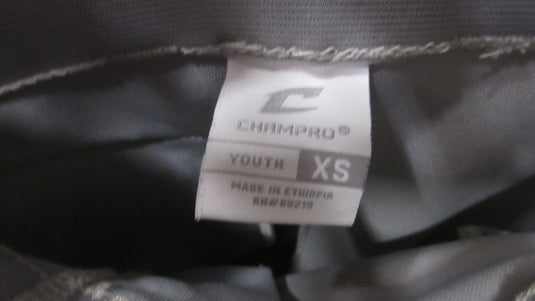 CHAMPRO®
YOUTH XS
MADE IN ETHIOPIA
RN#89219